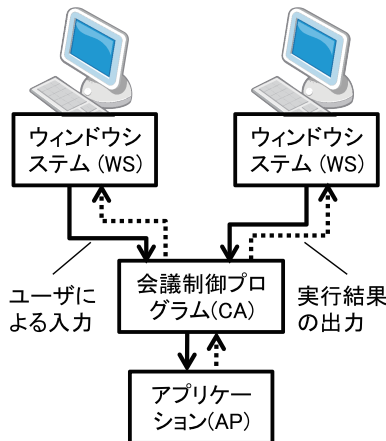 ウィンドウシ
ステム (WS)
ウィンドウシ
ステム (WS)
ユーザに
よる入力
会議制御プロ
グラム(CA)
実行結果
の出力
アプリケー
ション(AP)